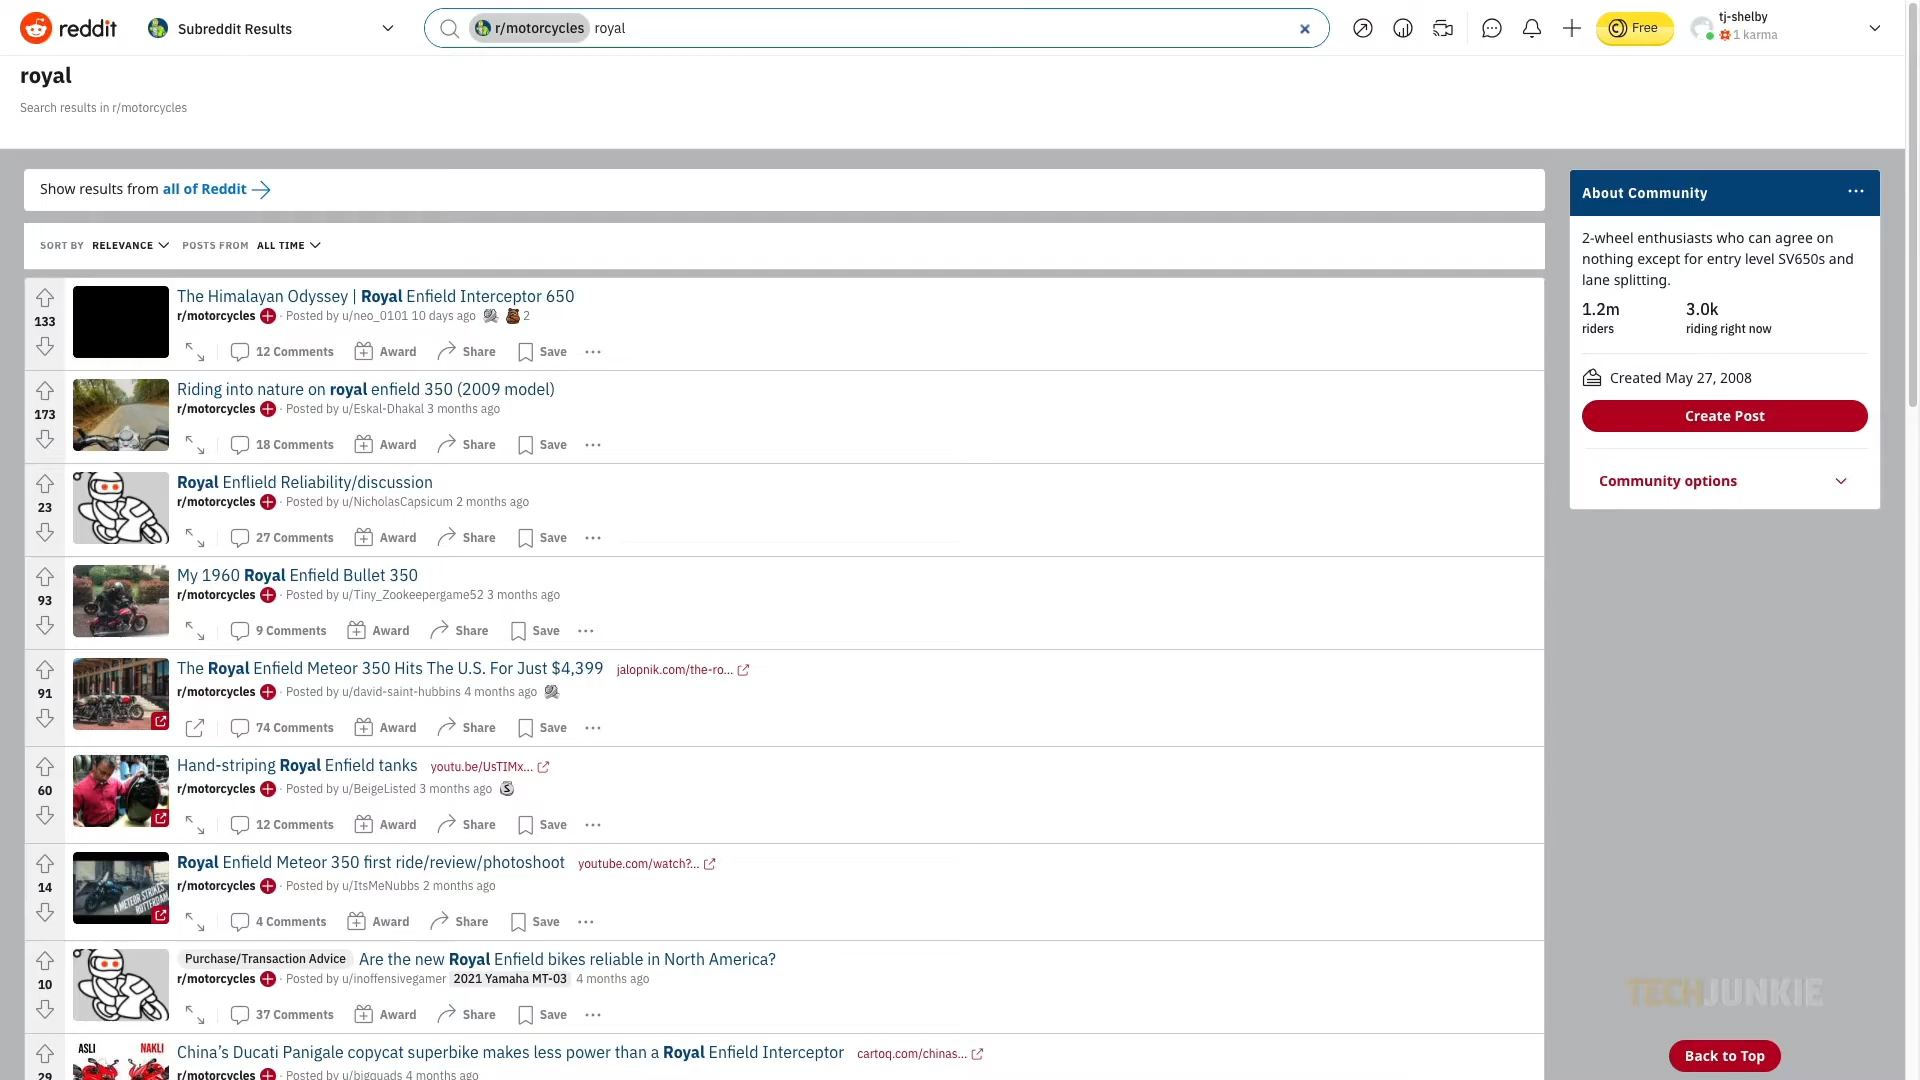 reddit Subreddit Results r/motorcycles royal Free tj-shelby
1 karma
royal
Search results in r/motorcycles
Show results from all of Reddit
SORT BY RELEVANCE POSTS FROM ALL TIME
133
The Himalayan Odyssey | Royal Enfield Interceptor 650
r/motorcycles · Posted by u/neo_0101 10 days ago 2
12 Comments Award Share Save
173
Riding into nature on royal enfield 350 (2009 model)
r/motorcycles · Posted by u/Eskal-Dhakal 3 months ago
18 Comments Award Share Save
23
Royal Enflield Reliability/discussion
r/motorcycles · Posted by u/NicholasCapsicum 2 months ago
27 Comments Award Share Save
93
My 1960 Royal Enfield Bullet 350
r/motorcycles · Posted by u/Tiny_Zookeepergame52 3 months ago
9 Comments Award Share Save
91
The Royal Enfield Meteor 350 Hits The U.S. For Just $4,399 jalopnik.com/the-ro...
r/motorcycles · Posted by u/david-saint-hubbins 4 months ago
74 Comments Award Share Save
60
Hand-striping Royal Enfield tanks youtu.be/UsTIMx...
r/motorcycles · Posted by u/BeigeListed 3 months ago S
12 Comments Award Share Save
14
A METEOR STRIKES
ROTTERDAM
Royal Enfield Meteor 350 first ride/review/photoshoot youtube.com/watch?...
r/motorcycles · Posted by u/ItsMeNubbs 2 months ago
4 Comments Award Share Save
10
Purchase/Transaction Advice Are the new Royal Enfield bikes reliable in North America?
r/motorcycles · Posted by u/inoffensivegamer 2021 Yamaha MT-03 4 months ago
37 Comments Award Share Save
29
ASLI NAKLI
China's Ducati Panigale copycat superbike makes less power than a Royal Enfield Interceptor cartoq.com/chinas...
r/motorcycles · Posted by u/bigquads 4 months ago
About Community
2-wheel enthusiasts who can agree on
nothing except for entry level SV650s and
lane splitting.
1.2m 3.0k
riders riding right now
Created May 27, 2008
Create Post
Community options
TECHJUNKIE
Back to Top